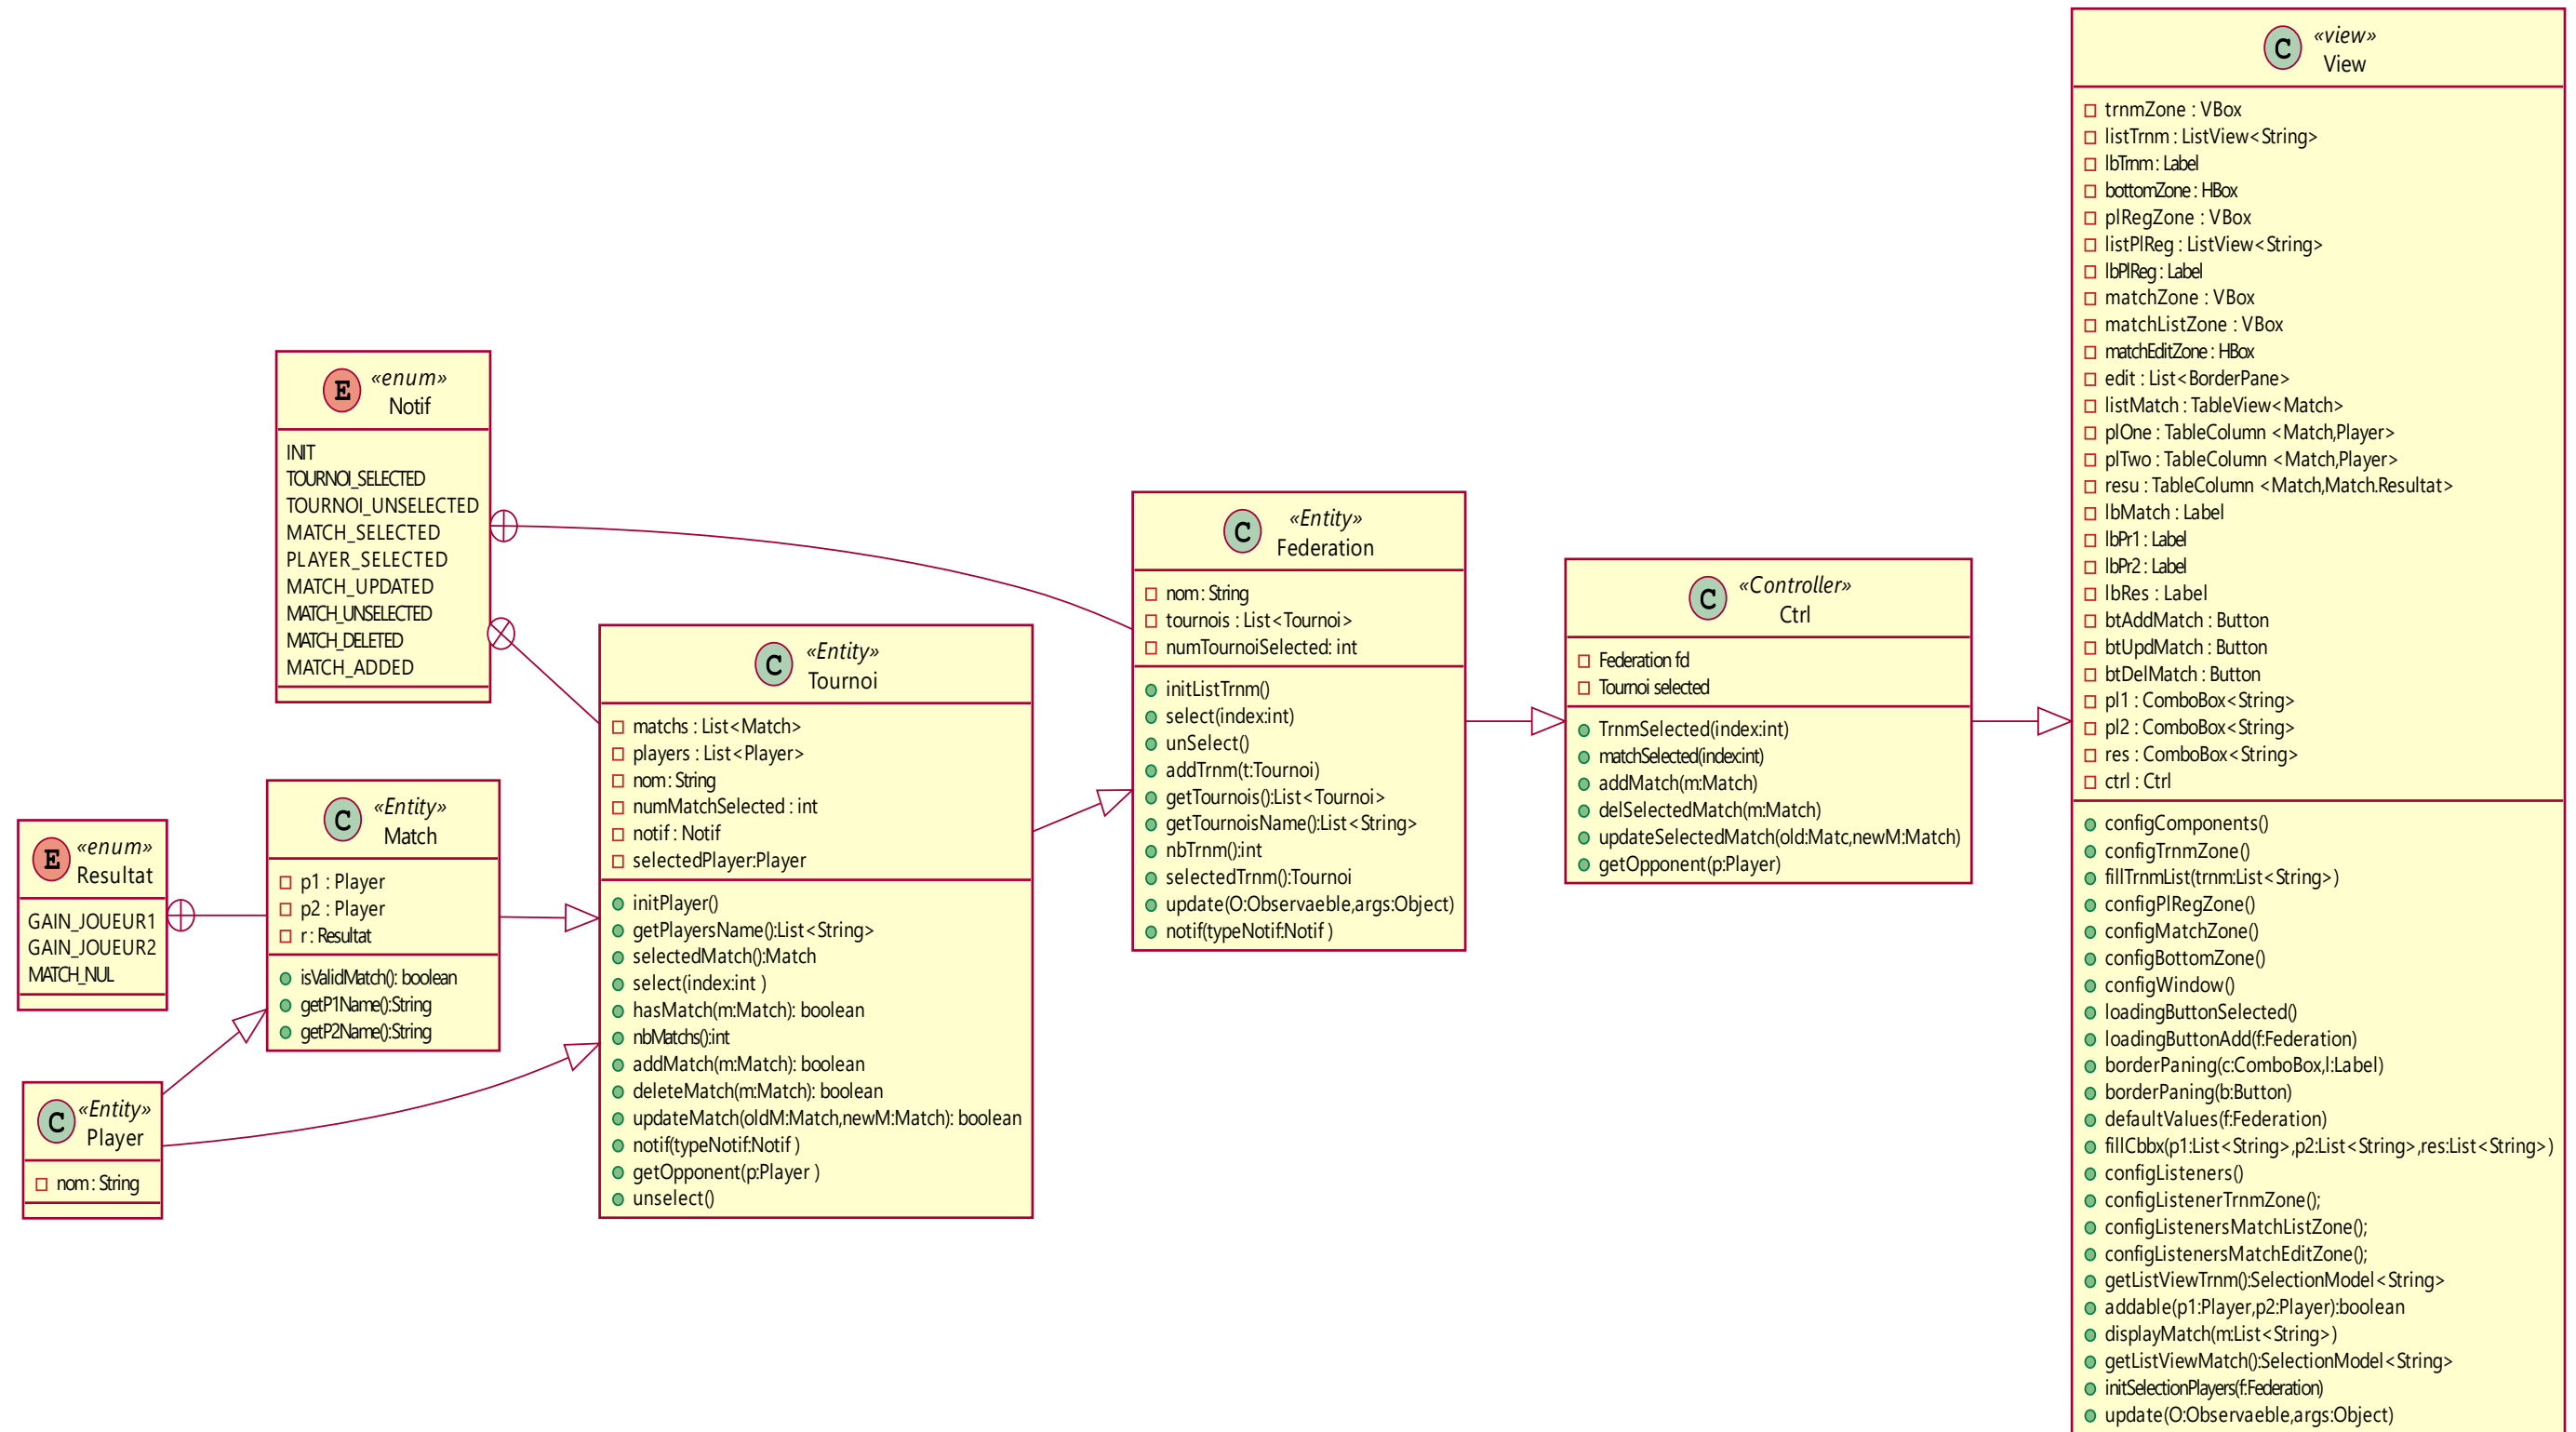 E
«enum»
Notif
INIT
TOURNOI_SELECTED
TOURNOI_UNSELECTED
MATCH_SELECTED
PLAYER_SELECTED
MATCH_UPDATED
MATCH_UNSELECTED
MATCH_DELETED
MATCH_ADDED
E
«enum»
Resultat
GAIN_JOUEUR1
GAIN_JOUEUR2
MATCH_NUL
C
«Entity»
Match
p1 : Player
p2 : Player
r : Resultat
isValidMatch(): boolean
getP1Name():String
getP2Name():String
C
«Entity»
Player
nom : String
C
«Entity»
Tournoi
matchs : List<Match>
players : List<Player>
nom : String
numMatchSelected : int
notif : Notif
selectedPlayer:Player
initPlayer()
getPlayersName():List<String>
selectedMatch():Match
select(index:int )
hasMatch(m:Match): boolean
nbMatchs():int
addMatch(m:Match): boolean
deleteMatch(m:Match): boolean
updateMatch(oldM:Match,newM:Match): boolean
notif(typeNotif:Notif )
getOpponent(p:Player )
unselect()
C
«Entity»
Federation
nom : String
tournois : List<Tournoi>
numTournoiSelected: int
initListTrnm()
select(index:int)
unSelect()
addTrnm(t:Tournoi)
getTournois():List<Tournoi>
getTournoisName():List<String>
nbTrnm():int
selectedTrnm():Tournoi
update(O:Observaeble,args:Object)
notif(typeNotif:Notif )
C
«Controller»
Ctrl
Federation fd
Tournoi selected
TrnmSelected(index:int)
matchSelected(index:int)
addMatch(m:Match)
delSelectedMatch(m:Match)
updateSelectedMatch(old:Matc,newM:Match)
getOpponent(p:Player)
C
«view»
View
trnmZone : VBox
listTrnm : ListView<String>
lbTrnm : Label
bottomZone : HBox
plRegZone : VBox
listPlReg : ListView<String>
lbPlReg : Label
matchZone : VBox
matchListZone : VBox
matchEditZone : HBox
edit : List<BorderPane>
listMatch : TableView<Match>
plOne : TableColumn <Match,Player>
plTwo : TableColumn <Match,Player>
resu : TableColumn <Match,Match.Resultat>
lbMatch : Label
lbPr1 : Label
lbPr2 : Label
lbRes : Label
btAddMatch : Button
btUpdMatch : Button
btDelMatch : Button
pl1 : ComboBox<String>
pl2 : ComboBox<String>
res : ComboBox<String>
ctrl : Ctrl
configComponents()
configTrnmZone()
fillTrnmList(trnm:List<String>)
configPlRegZone()
configMatchZone()
configBottomZone()
configWindow()
loadingButtonSelected()
loadingButtonAdd(f:Federation)
borderPaning(c:ComboBox,l:Label)
borderPaning(b:Button)
defaultValues(f:Federation)
fillCbbx(p1:List<String>,p2:List<String>,res:List<String>)
configListeners()
configListenerTrnmZone();
configListenersMatchListZone();
configListenersMatchEditZone();
getListViewTrnm():SelectionModel<String>
addable(p1:Player,p2:Player):boolean
displayMatch(m:List<String>)
getListViewMatch():SelectionModel<String>
initSelectionPlayers(f:Federation)
update(O:Observaeble,args:Object)